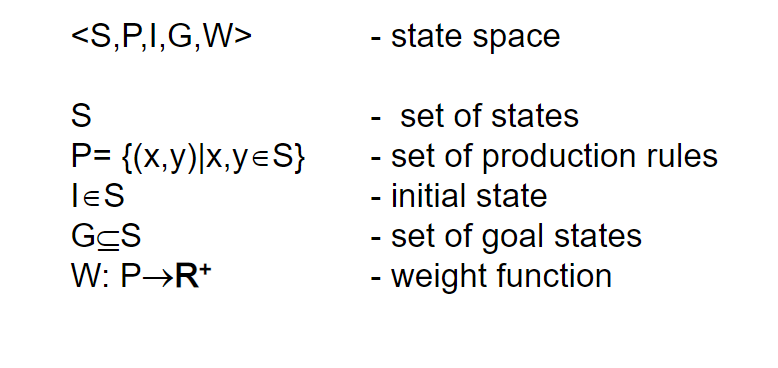 <S,P,I,G,W> - state space
S - set of states
P= {(x,y)|x,y∈S} - set of production rules
I∈S - initial state
G⊆S - set of goal states
W: P→R⁺ - weight function